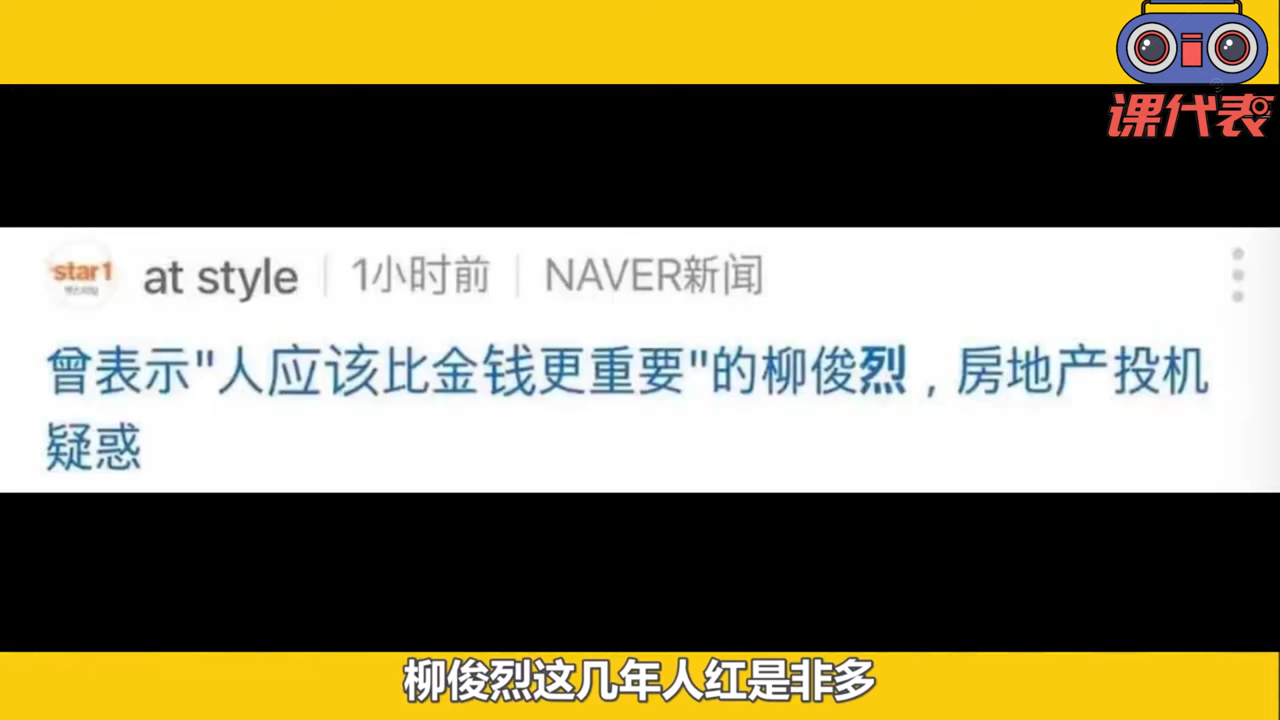 课代表
star1
at style
1小时前
NAVER新闻
曾表示"人应该比金钱更重要"的柳俊烈，房地产投机
疑惑
柳俊烈这几年人红是非多